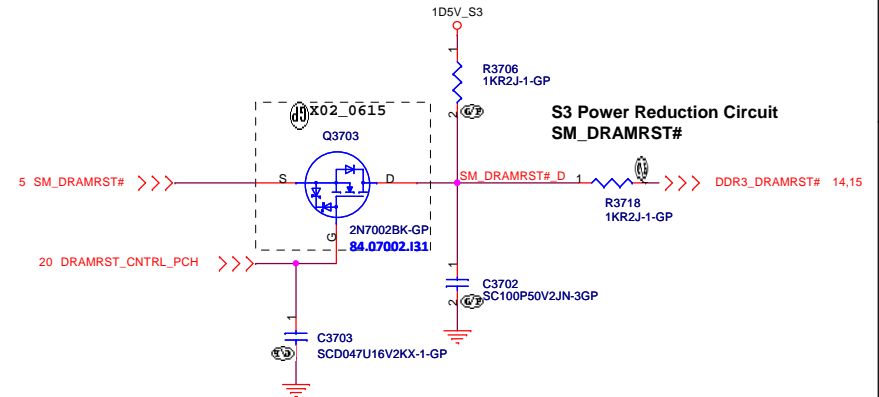 1D5V_S3
1
R3706
1KR2J-1-GP
2
X02_0615
S3 Power Reduction Circuit
SM_DRAMRST#
Q3703
5 SM_DRAMRST#
S
D
SM_DRAMRST#_D
1
DDR3_DRAMRST# 14,15
R3718
1KR2J-1-GP
2N7002BK-GP
G
84.07002.I31
20 DRAMRST_CNTRL_PCH
1
C3702
SC100P50V2JN-3GP
2
1
C3703
SCD047U16V2KX-1-GP